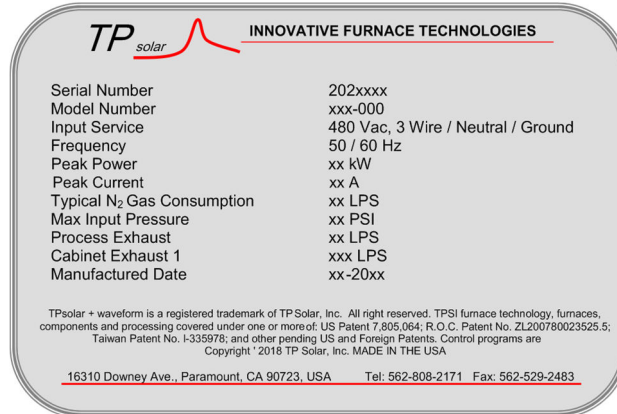 TP solar INNOVATIVE FURNACE TECHNOLOGIES
Serial Number 202xxxx
Model Number xxx-000
Input Service 480 Vac, 3 Wire / Neutral / Ground
Frequency 50 / 60 Hz
Peak Power xx kW
Peak Current xx A
Typical N₂ Gas Consumption xx LPS
Max Input Pressure xx PSI
Process Exhaust xx LPS
Cabinet Exhaust 1 xxx LPS
Manufactured Date xx-20xx
TPsolar + waveform is a registered trademark of TP Solar, Inc. All right reserved. TPSI furnace technology, furnaces,
components and processing covered under one or more of: US Patent 7,805,064; R.O.C. Patent No. ZL200780023525.5;
Taiwan Patent No. I-335978; and other pending US and Foreign Patents. Control programs are
Copyright ' 2018 TP Solar, Inc. MADE IN THE USA
16310 Downey Ave., Paramount, CA 90723, USA Tel: 562-808-2171 Fax: 562-529-2483